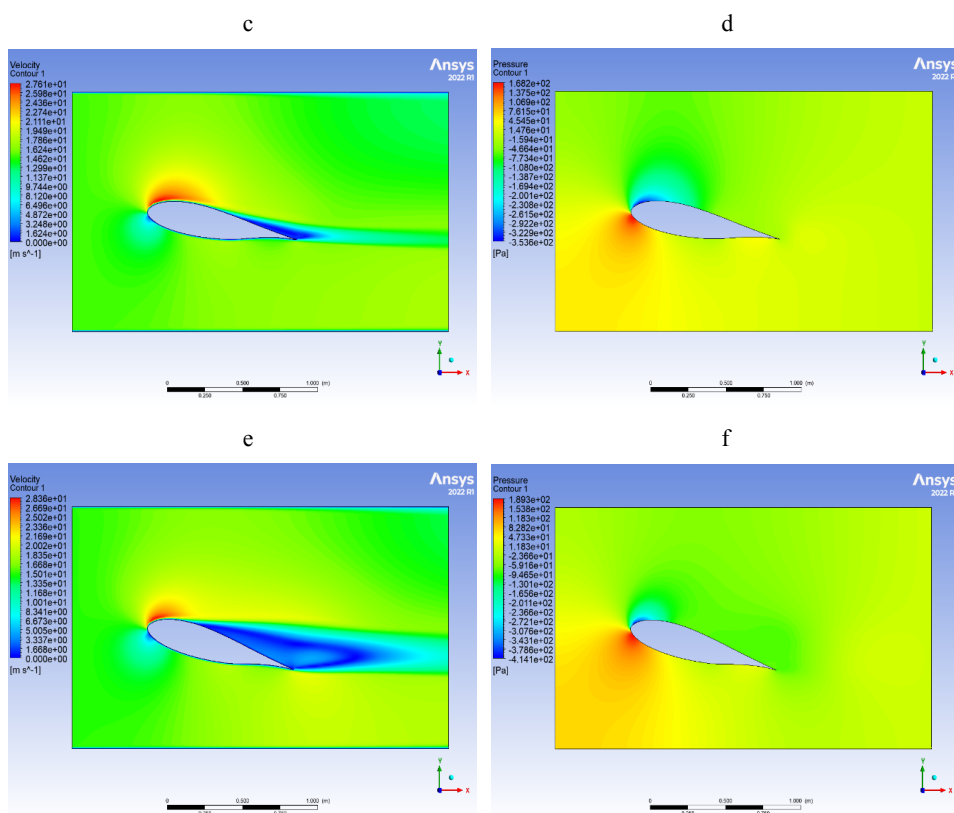 c
d
Velocity
Contour 1
2.761e+01
2.598e+01
2.436e+01
2.274e+01
2.111e+01
1.949e+01
1.786e+01
1.624e+01
1.462e+01
1.299e+01
1.137e+01
9.744e+00
8.120e+00
6.496e+00
4.872e+00
3.248e+00
1.624e+00
0.000e+00
[m s^-1]
Ansys
2022 R1
Y
X
0 0.500 1.000 (m)
0.250 0.750
Pressure
Contour 1
1.682e+02
1.375e+02
1.069e+02
7.615e+01
4.545e+01
1.476e+01
-1.594e+01
-4.664e+01
-7.734e+01
-1.080e+02
-1.387e+02
-1.694e+02
-2.001e+02
-2.308e+02
-2.615e+02
-2.922e+02
-3.229e+02
-3.536e+02
[Pa]
Ansys
2022 R1
Y
X
0 0.500 1.000 (m)
0.250 0.750
e
f
Velocity
Contour 1
2.836e+01
2.669e+01
2.502e+01
2.336e+01
2.169e+01
2.002e+01
1.835e+01
1.668e+01
1.501e+01
1.335e+01
1.168e+01
1.001e+01
8.341e+00
6.673e+00
5.005e+00
3.337e+00
1.668e+00
0.000e+00
[m s^-1]
Ansys
2022 R1
Y
X
0 0.500 1.000 (m)
Pressure
Contour 1
1.893e+02
1.538e+02
1.183e+02
8.282e+01
4.733e+01
1.183e+01
-2.366e+01
-5.916e+01
-9.465e+01
-1.301e+02
-1.656e+02
-2.011e+02
-2.366e+02
-2.721e+02
-3.076e+02
-3.431e+02
-3.786e+02
-4.141e+02
[Pa]
Ansys
2022 R
Y
X
0 0.500 1.000 (m)